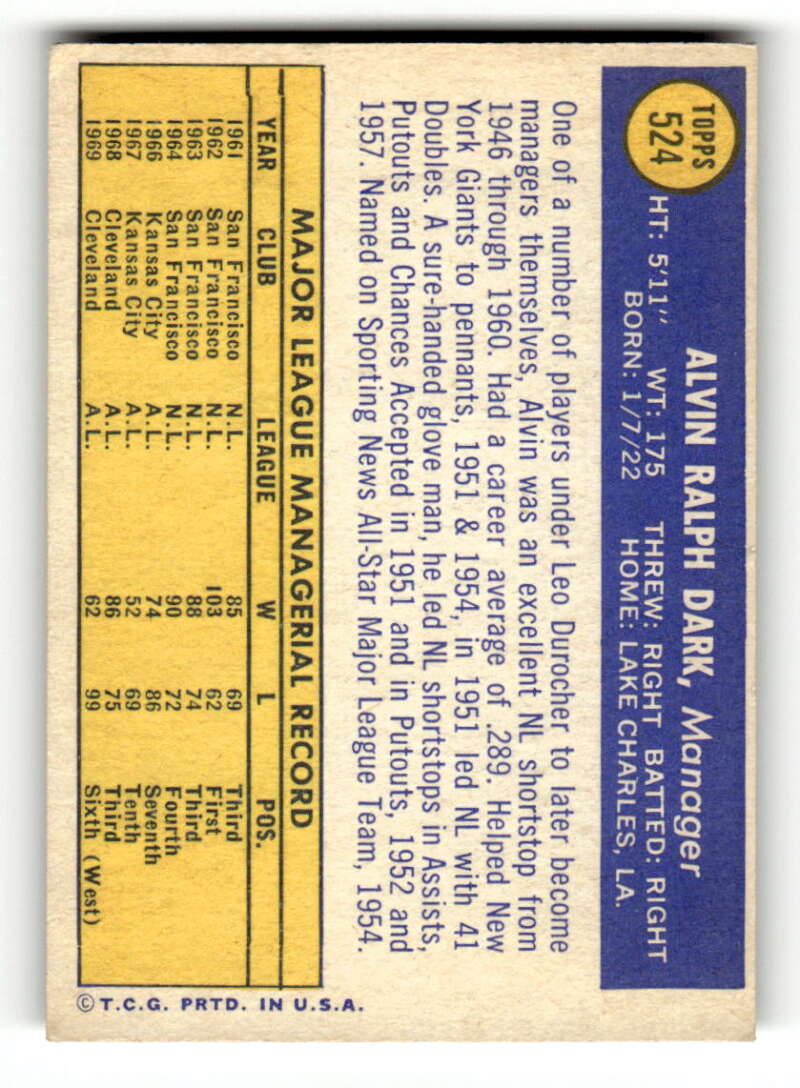 TOPPS
524
ALVIN RALPH DARK, Manager
HT: 5'11" WT: 175 THREW: RIGHT BATTED: RIGHT
BORN: 1/7/22 HOME: LAKE CHARLES, LA.
One of a number of players under Leo Durocher to later become
managers themselves, Alvin was an excellent NL shortstop from
1946 through 1960. Had a career average of .289. Helped New
York Giants to pennants, 1951 & 1954, in 1951 led NL with 41
Doubles. A sure-handed glove man, he led NL shortstops in Assists,
Putouts and Chances Accepted in 1951 and in Putouts, 1952 and
1957. Named on Sporting News All-Star Major League Team, 1954.
MAJOR LEAGUE MANAGERIAL RECORD
YEAR CLUB LEAGUE W L POS.
1961 San Francisco N.L. 85 69 Third
1962 San Francisco N.L. 103 62 First
1963 San Francisco N.L. 88 74 Third
1964 San Francisco N.L. 90 72 Fourth
1966 Kansas City A.L. 74 86 Seventh
1967 Kansas City A.L. 52 69 Tenth
1968 Cleveland A.L. 86 75 Third
1969 Cleveland A.L. 62 99 Sixth (West)
© T.C.G. PRTD. IN U.S.A.